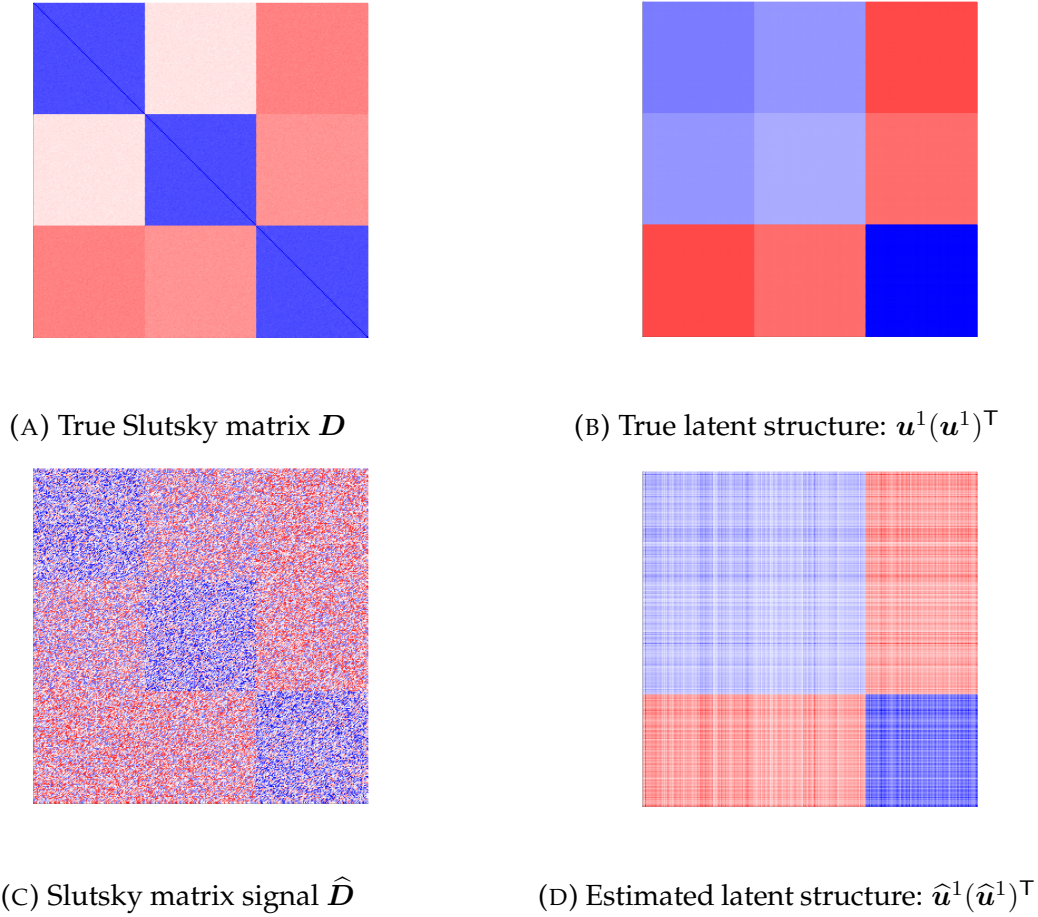 (A) True Slutsky matrix D
(B) True latent structure: u¹(u¹)ᵀ
(C) Slutsky matrix signal D̂
(D) Estimated latent structure: û¹(û¹)ᵀ